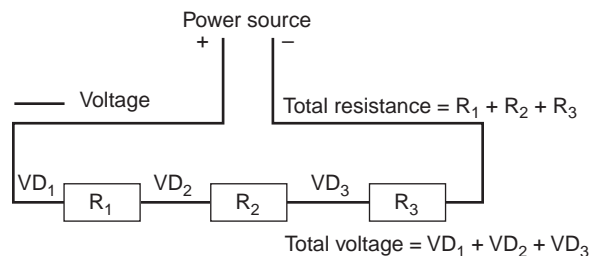 Power source
+ –
Voltage
Total resistance = R₁ + R₂ + R₃
VD₁ VD₂ VD₃
R₁ R₂ R₃
Total voltage = VD₁ + VD₂ + VD₃